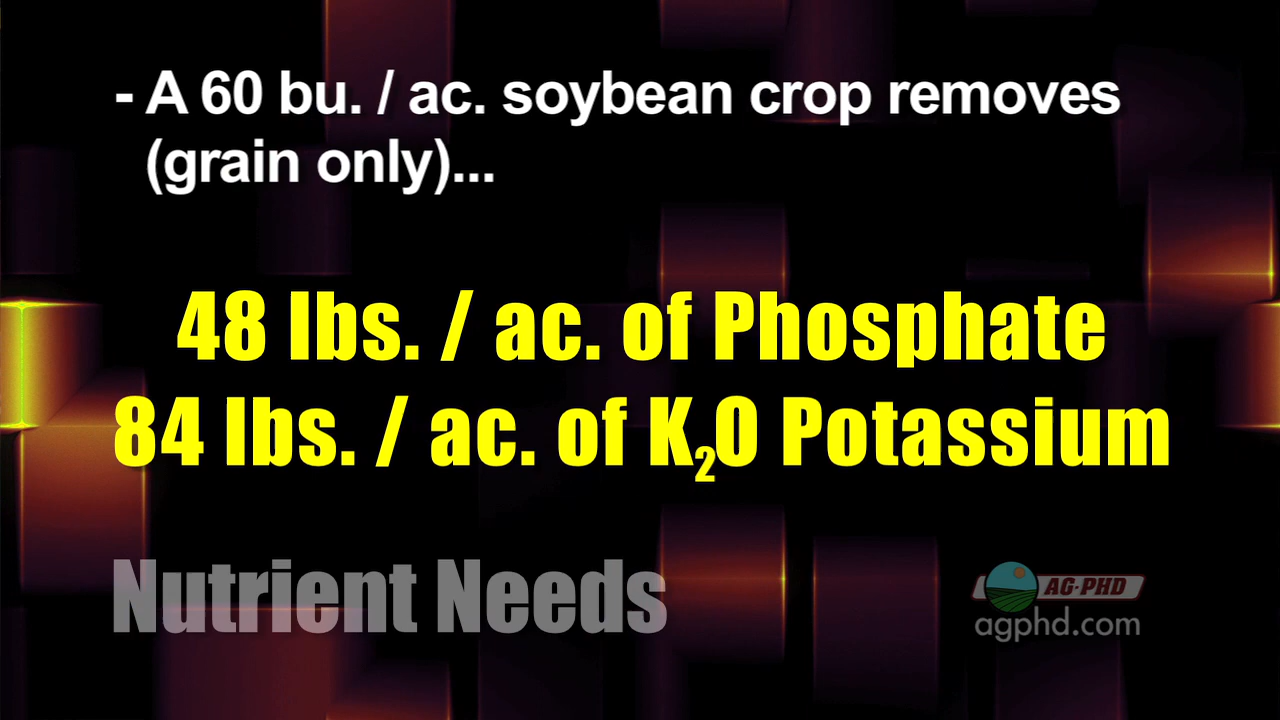 - A 60 bu. / ac. soybean crop removes
(grain only)...
48 lbs. / ac. of Phosphate
84 lbs. / ac. of K₂O Potassium
Nutrient Needs
AG·PHD
agphd.com